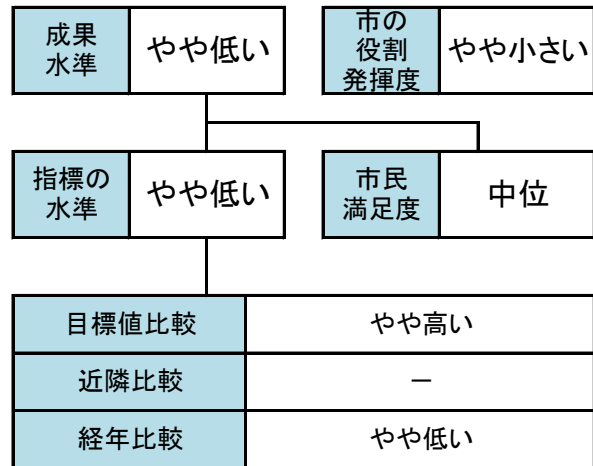 成果
水準
やや低い
市の
役割
発揮度
やや小さい
指標の
水準
やや低い
市民
満足度
中位
目標値比較
やや高い
近隣比較
－
経年比較
やや低い